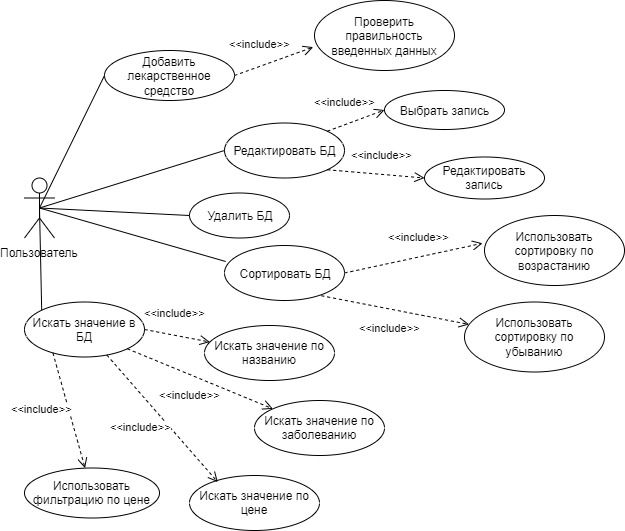 Проверить
правильность
введенных данных
<<include>>
Добавить
лекарственное
средство
<<include>>
Выбрать запись
Редактировать БД
<<include>>
Редактировать
запись
Удалить БД
Пользователь
<<include>>
Использовать
сортировку по
возрастанию
Сортировать БД
<<include>>
Использовать
сортировку по
убыванию
Искать значение в
БД
<<include>>
Искать значение по
названию
<<include>>
Искать значение по
заболеванию
<<include>>
<<include>>
Использовать
фильтрацию по цене
Искать значение по
цене